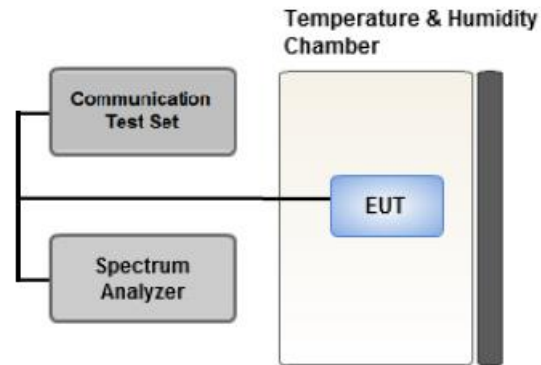 Temperature & Humidity
Chamber
Communication
Test Set
EUT
Spectrum
Analyzer